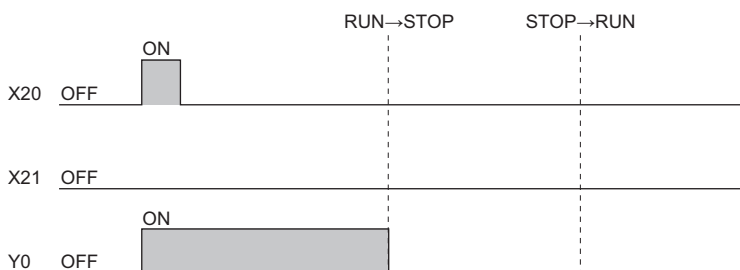 RUN→STOP STOP→RUN
ON
X20 OFF
X21 OFF
ON
Y0 OFF